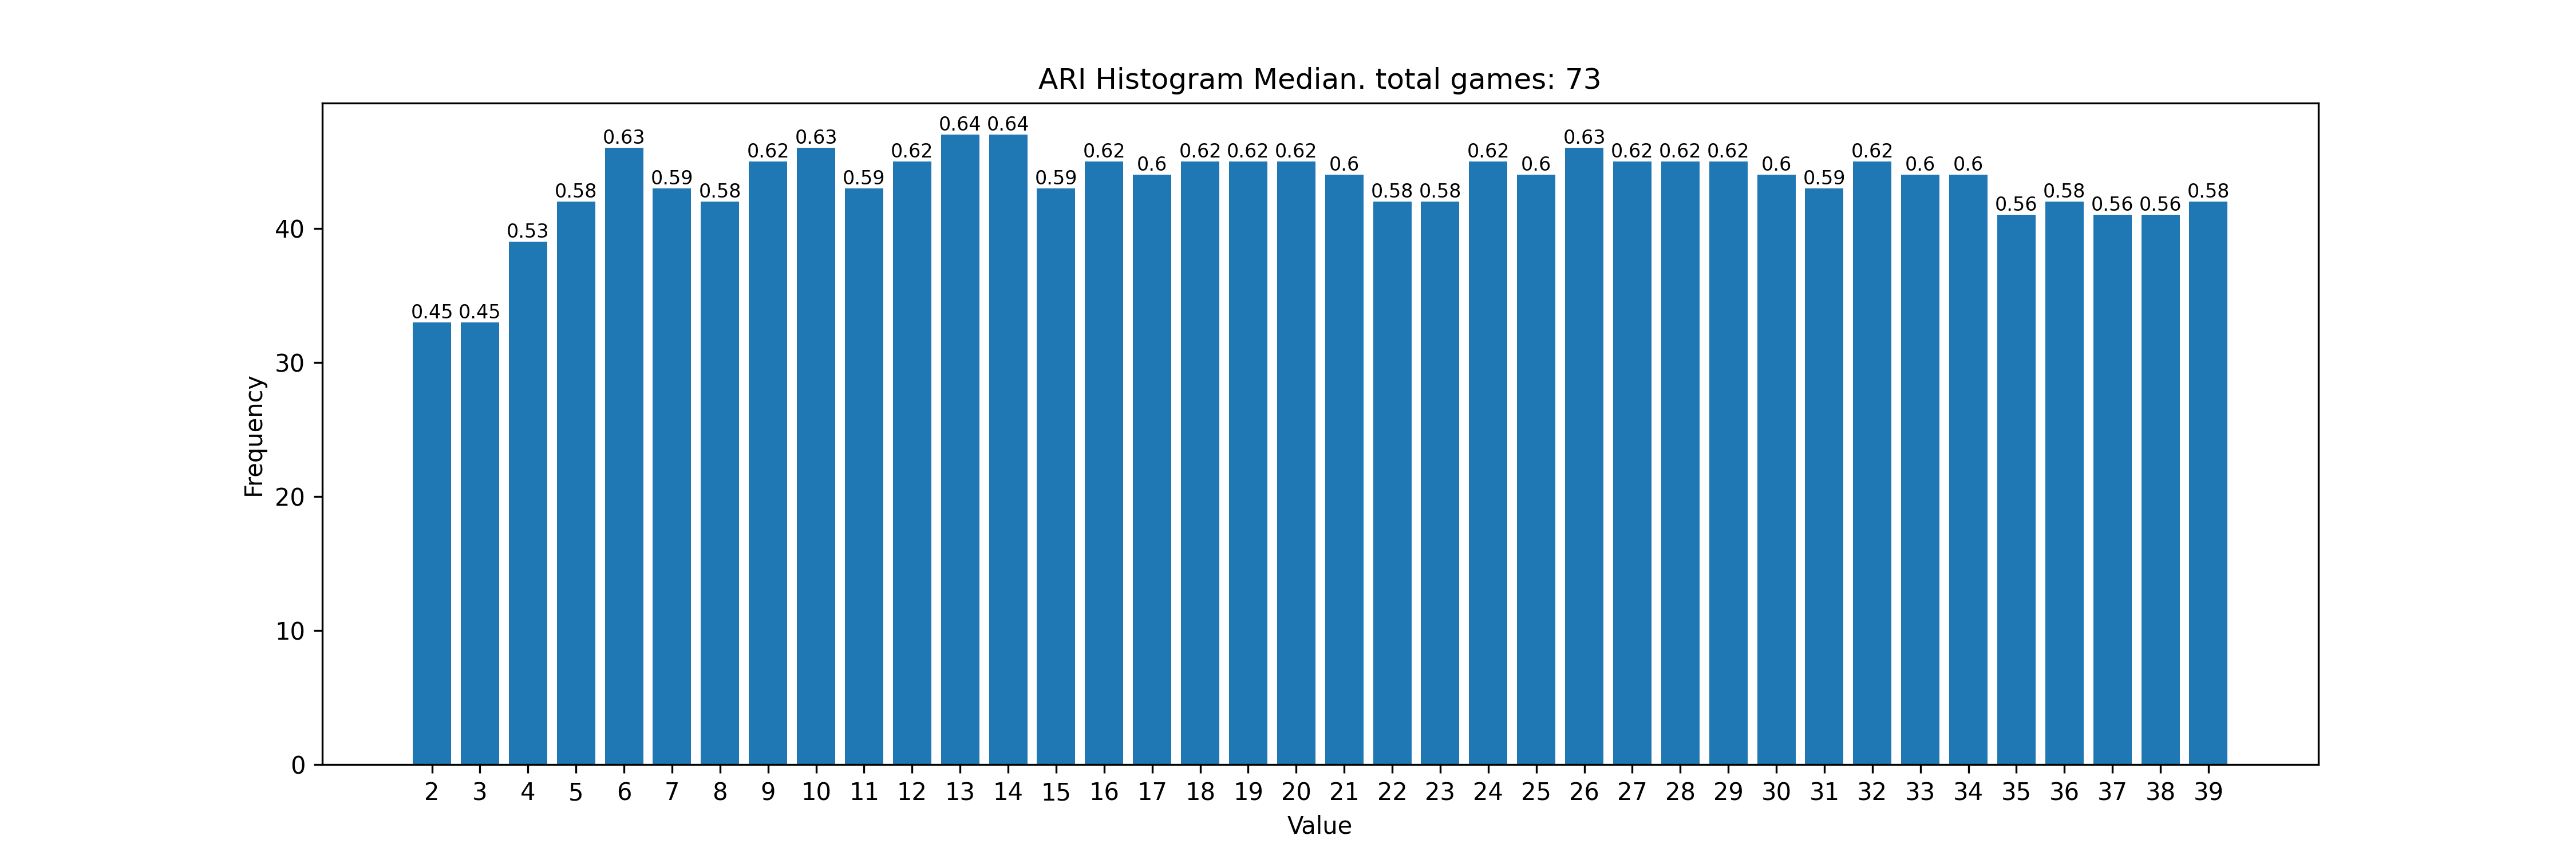 ARI Histogram Median. total games: 73
0.45 0.45 0.53 0.58 0.63 0.59 0.58 0.62 0.63 0.59 0.62 0.64 0.64 0.59 0.62 0.6 0.62 0.62 0.62 0.6 0.58 0.58 0.62 0.6 0.63 0.62 0.62 0.62 0.6 0.59 0.62 0.6 0.6 0.56 0.58 0.56 0.56 0.58
40
30
20
10
0
Frequency
2 3 4 5 6 7 8 9 10 11 12 13 14 15 16 17 18 19 20 21 22 23 24 25 26 27 28 29 30 31 32 33 34 35 36 37 38 39
Value